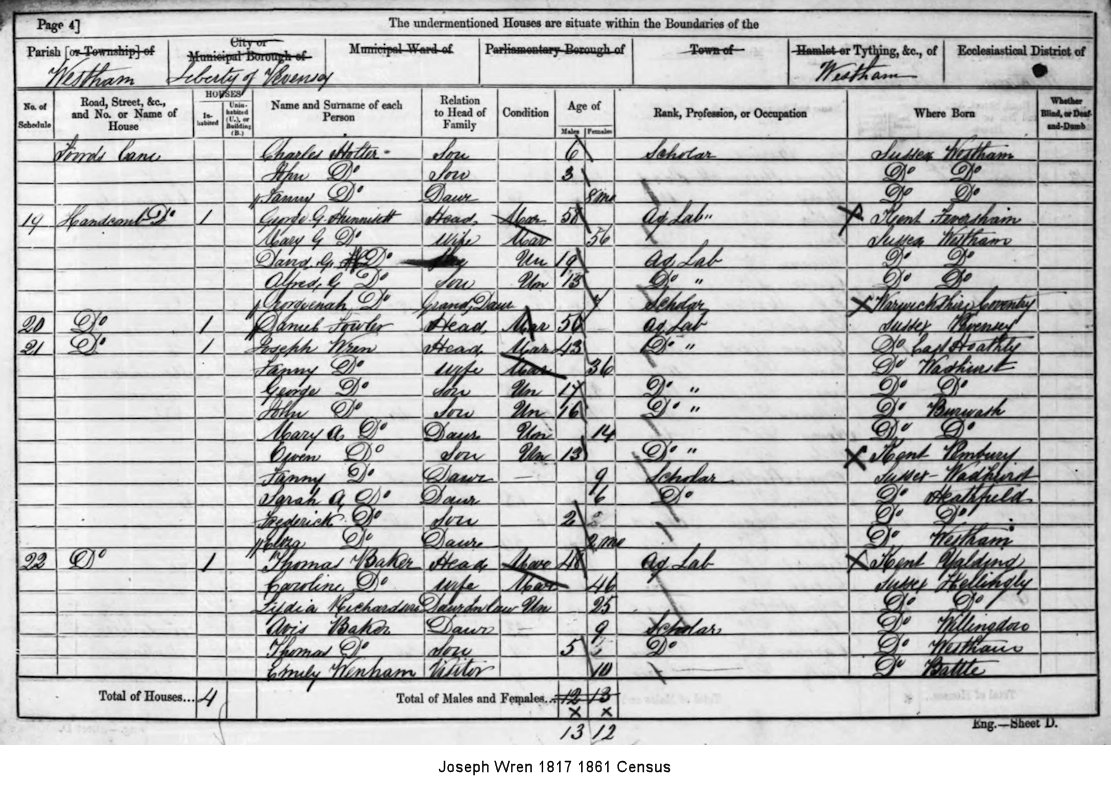 Page 4]
The undermentioned Houses are situate within the Boundaries of the
Parish [or Township] of
City or
Municipal Borough of
Municipal Ward of
Parliamentary Borough of
Town of
Hamlet or Tything, &c., of
Ecclesiastical District of
Westham
Liberty of Pevensey
Westham
No. of Schedule
Road, Street, &c., and No. or Name of House
HOUSES
Inhabited
Uninhabited (U.), or Building (B.)
Name and Surname of each Person
Relation to Head of Family
Condition
Age of
Males
Females
Rank, Profession, or Occupation
Where Born
Whether Blind, or Deaf-and-Dumb
Lane Charles Son 6 Scholar Sussex Westham
John Do Son 3 Do Do
Fanny Do Daur 8 mo Do Do
19 Do 1 George G Hunnisett Head Mar 58 Ag Lab Kent Feversham
Mary G Do Wife Mar 56 Sussex Westham
David G Do Un 19 Ag Lab Do Do
Alfred G Do Son Un 15 Do " Do Do
Do Grand Daur 7 Scholar Warwickshire Coventry
20 Do 1 Daniel Fowler Head Mar 50 Ag Lab Sussex Pevensey
21 Do 1 Joseph Wren Head Mar 43 Do " Do East Hoathly
Fanny Do Wife Mar 36 Do Wadhurst
George Do Son Un 17 Do " Do Do
John Do Son Un 16 Do " Do Burwash
Mary A Do Daur Un 14 Do Do
Owen Do Son Un 13 Do " Kent Pembury
Fanny Do Daur 9 Scholar Sussex Wadhurst
Sarah A Do Daur 6 Do Do Heathfield
Frederick Do Son 2 Do Do
Eliza Do Daur 2 mo Do Westham
22 Do 1 Thomas Baker Head Mar 48 Ag Lab Kent Yalding
Caroline Do Wife Mar 46 Sussex Hellingly
Lydia Richardson Daur in law Un 25 Do Do
Avis Baker Daur 9 Scholar Do Willingdon
Thomas Do Son 5 Do Do Westham
Emily Wenham Visitor 10 Do Battle
Total of Houses... 4
Total of Males and Females... 12 13
x x
13 12
Eng.—Sheet D.
Joseph Wren 1817 1861 Census